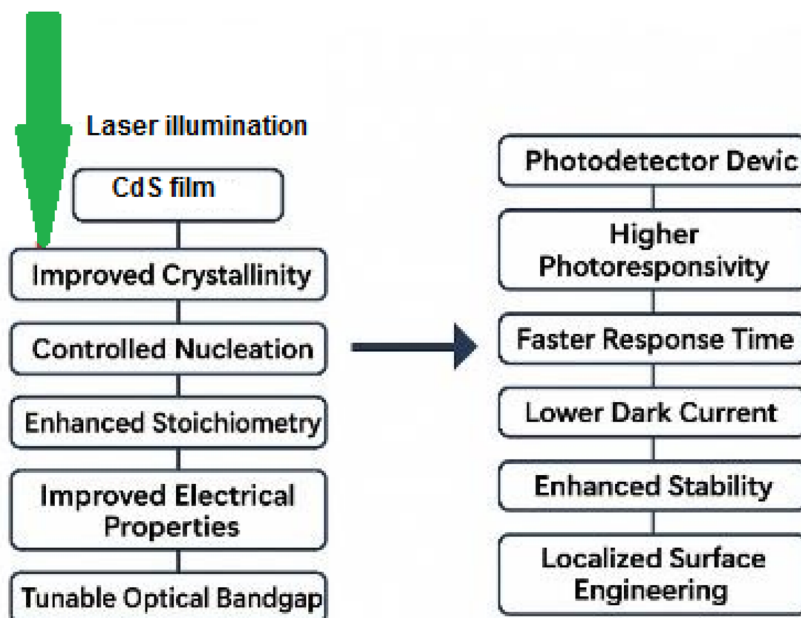 Laser illumination
CdS film
Improved Crystallinity
Controlled Nucleation
Enhanced Stoichiometry
Improved Electrical
Properties
Tunable Optical Bandgap
Photodetector Devic
Higher
Photoresponsivity
Faster Response Time
Lower Dark Current
Enhanced Stability
Localized Surface
Engineering